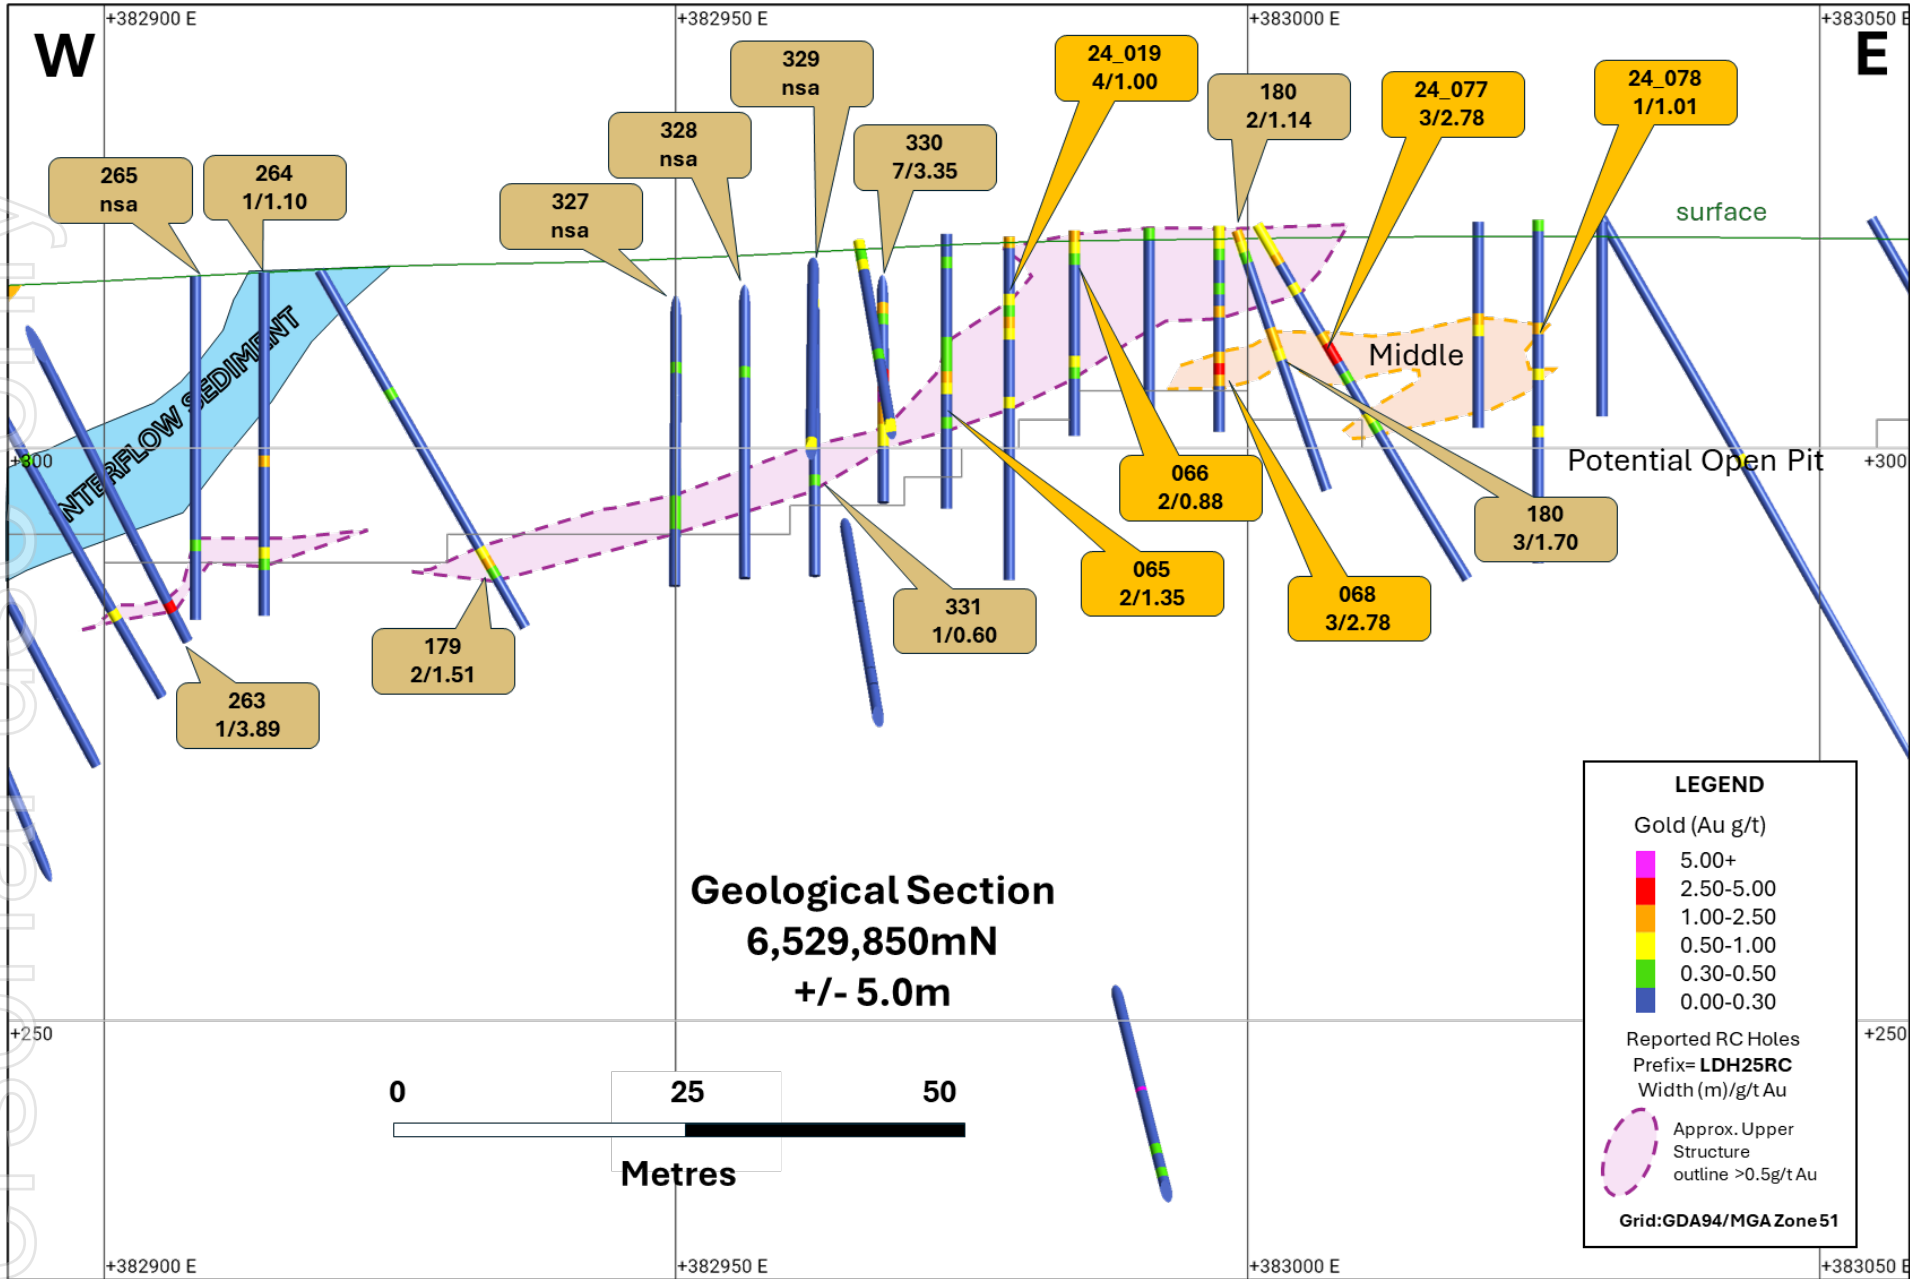 +382900 E
+382950 E
+383000 E
+383050 E
W
E
329
nsa
24_019
4/1.00
180
2/1.14
24_077
3/2.78
24_078
1/1.01
328
nsa
330
7/3.35
265
nsa
264
1/1.10
327
nsa
surface
INTERFLOW SEDIMENT
Middle
+300
Potential Open Pit
+300
066
2/0.88
180
3/1.70
065
2/1.35
068
3/2.78
331
1/0.60
179
2/1.51
263
1/3.89
Geological Section
6,529,850mN
+/- 5.0m
+250
+250
0
25
50
Metres
LEGEND
Gold (Au g/t)
5.00+
2.50-5.00
1.00-2.50
0.50-1.00
0.30-0.50
0.00-0.30
Reported RC Holes
Prefix= LDH25RC
Width (m)/g/t Au
Approx. Upper
Structure
outline >0.5g/t Au
Grid:GDA94/MGA Zone 51
+382900 E
+382950 E
+383000 E
+383050 E